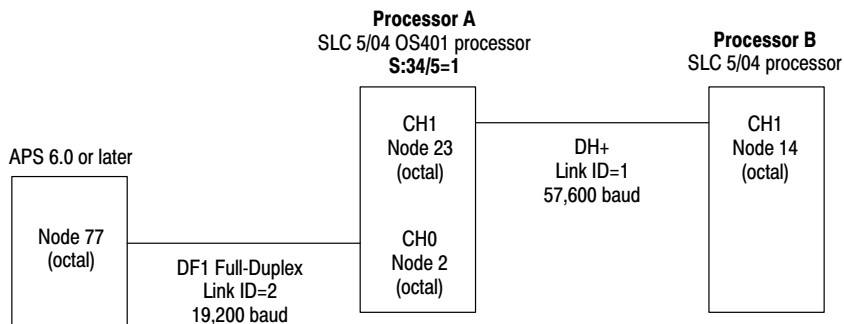 Processor A
SLC 5/04 OS401 processor
S:34/5=1
Processor B
SLC 5/04 processor
APS 6.0 or later
Node 77
(octal)
DF1 Full-Duplex
Link ID=2
19,200 baud
CH1
Node 23
(octal)
CH0
Node 2
(octal)
DH+
Link ID=1
57,600 baud
CH1
Node 14
(octal)